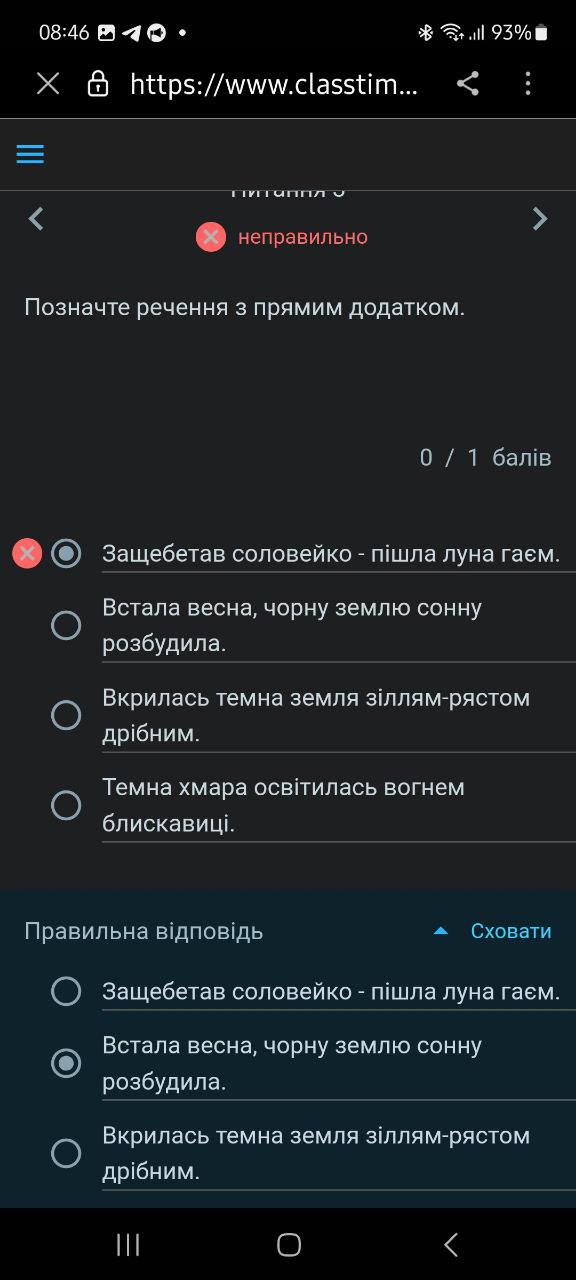 08:46
93%
https://www.classtim...
Питання 3
неправильно
Позначте речення з прямим додатком.
0 / 1 балів
Защебетав соловейко - пішла луна гаєм.
Встала весна, чорну землю сонну
розбудила.
Вкрилась темна земля зіллям-рястом
дрібним.
Темна хмара освітилась вогнем
блискавиці.
Правильна відповідь
Сховати
Защебетав соловейко - пішла луна гаєм.
Встала весна, чорну землю сонну
розбудила.
Вкрилась темна земля зіллям-рястом
дрібним.